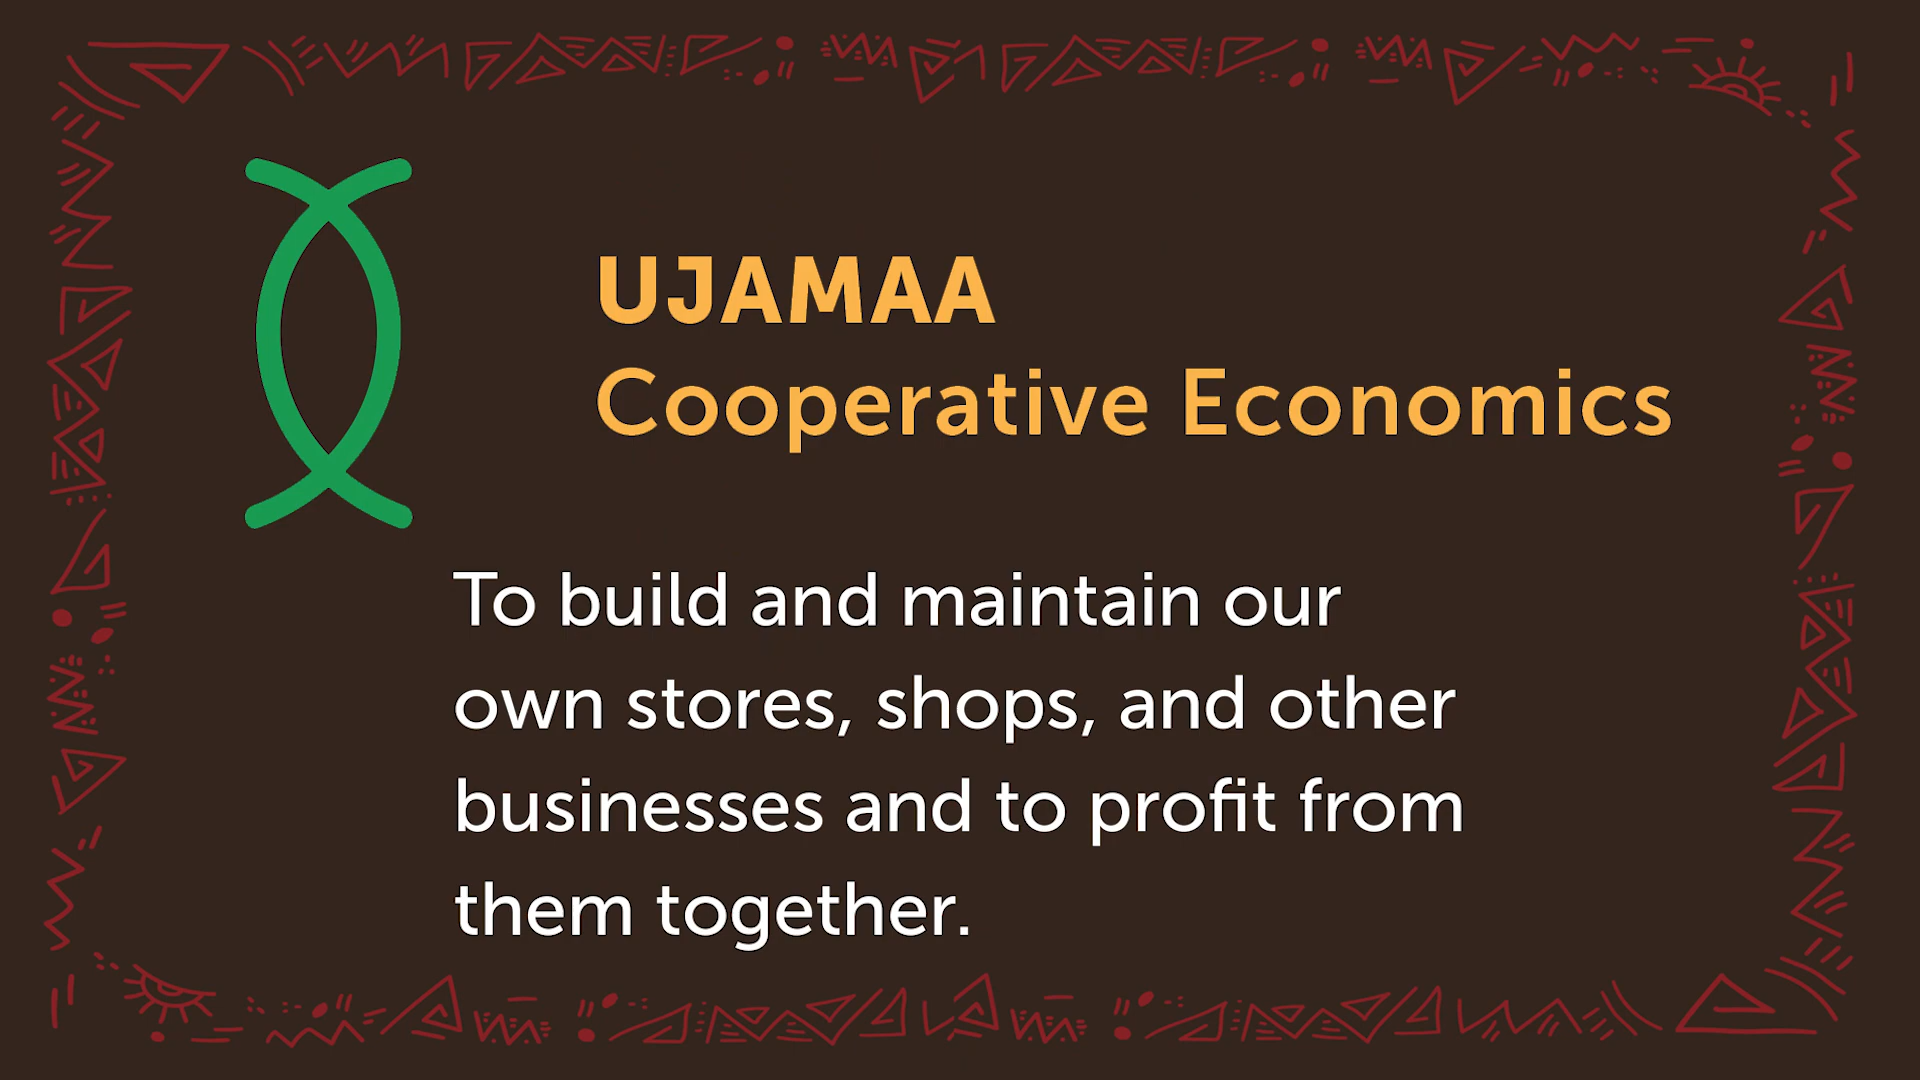 UJAMAA
Cooperative Economics
To build and maintain our
own stores, shops, and other
businesses and to profit from
them together.